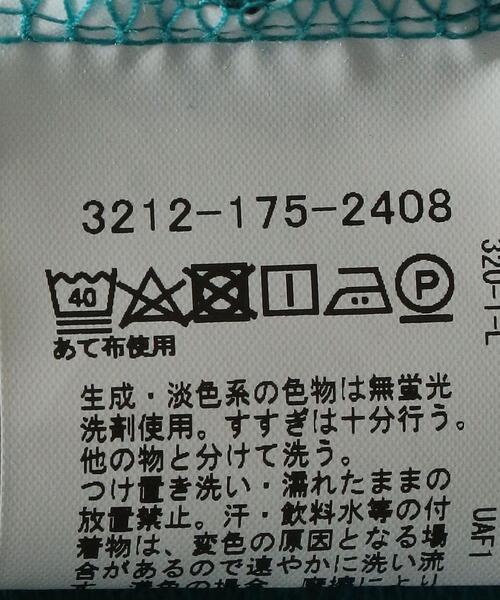 3212-175-2408
40 P
あて布使用
生成・淡色系の色物は無蛍光
洗剤使用。すすぎは十分行う。
他の物と分けて洗う。
つけ置き洗い・濡れたままの
放置禁止。汗・飲料水等の付
着物は、変色の原因となる場
合があるので速やかに洗い流
UAF1